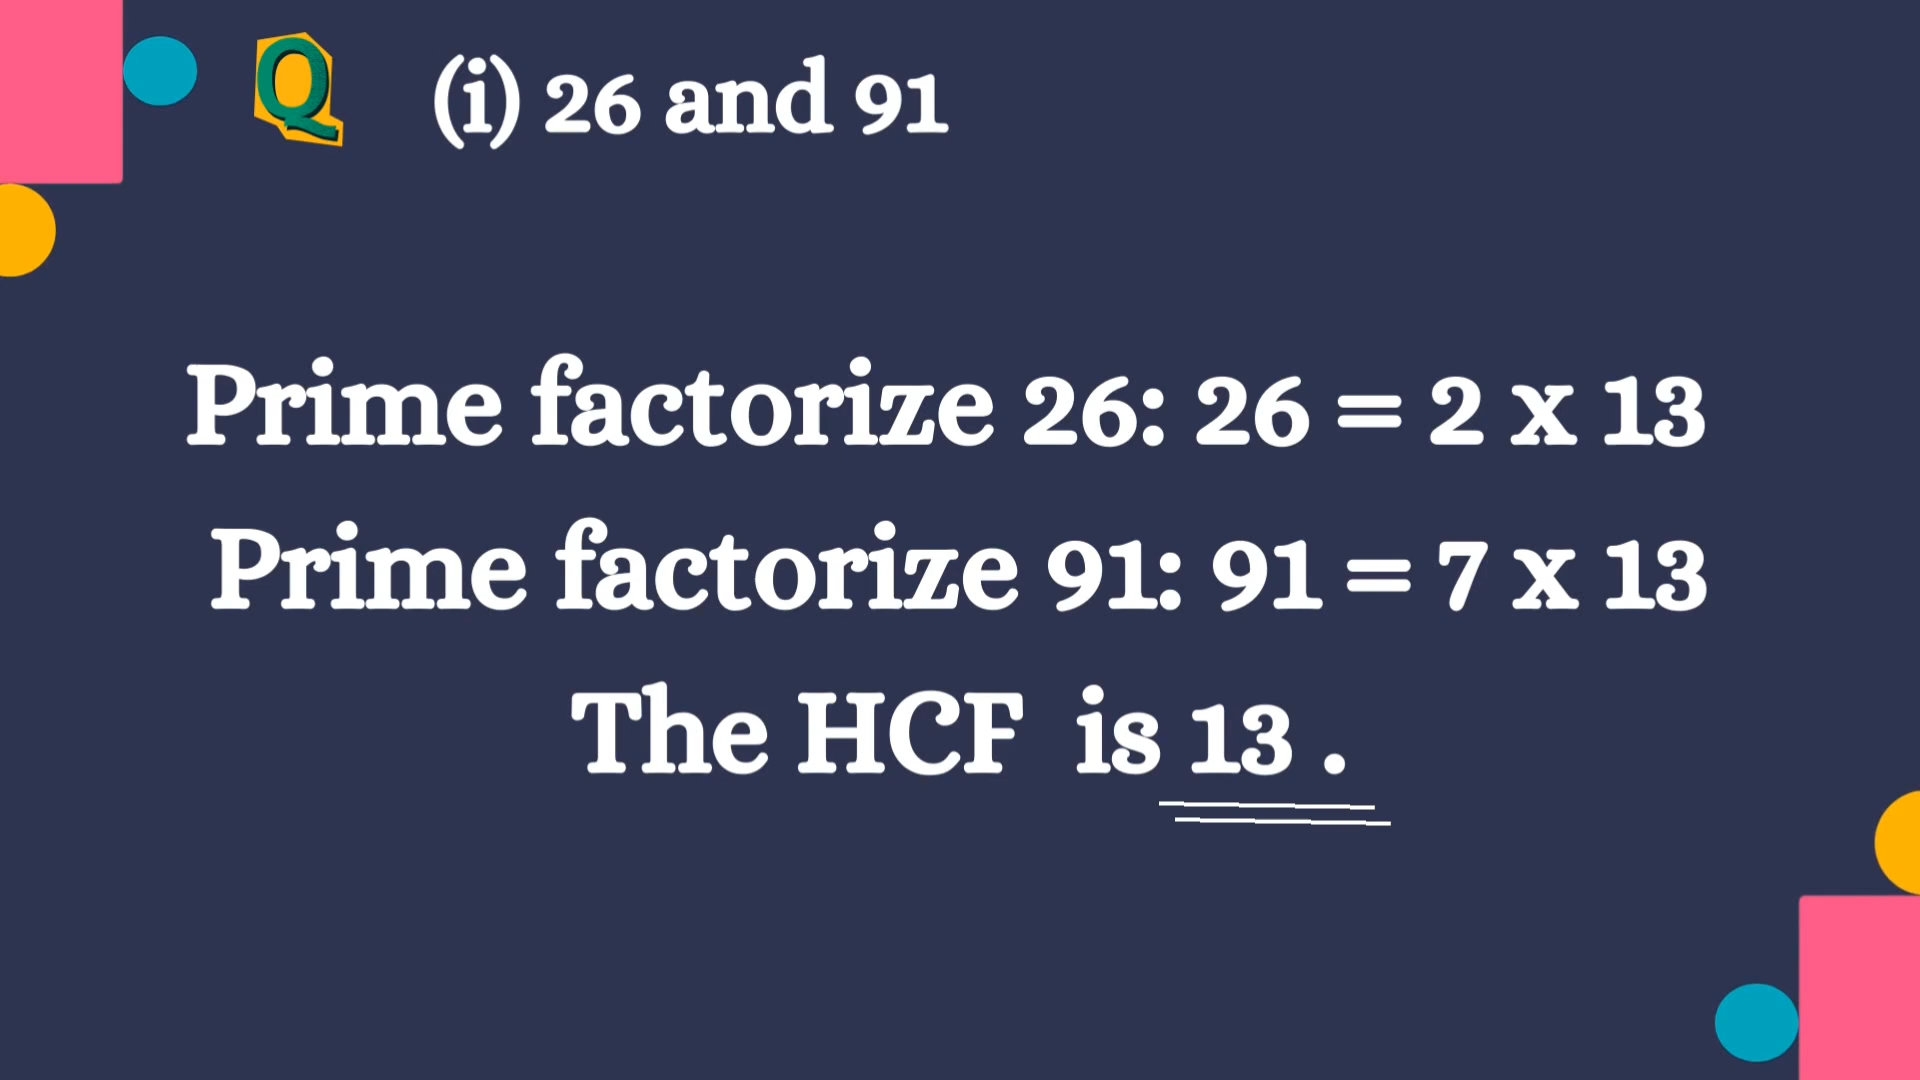 Q (i) 26 and 91
Prime factorize 26: 26 = 2 x 13
Prime factorize 91: 91 = 7 x 13
The HCF is 13 .